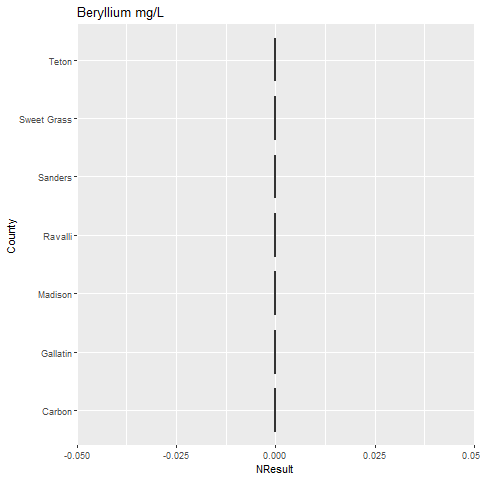 Beryllium mg/L
Teton
Sweet Grass
Sanders
Ravalli
Madison
Gallatin
Carbon
County
-0.050
-0.025
0.000
0.025
0.05
NResult